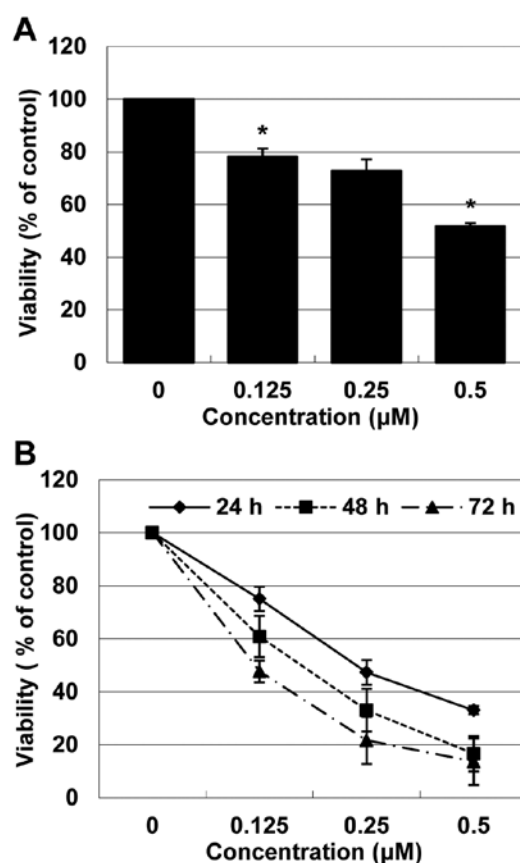 A
Viability (% of control)
120
100
80
60
40
20
0
*
*
0 0.125 0.25 0.5
Concentration (µM)
B
Viability ( % of control)
120
100
80
60
40
20
0
24 h 48 h 72 h
0 0.125 0.25 0.5
Concentration (µM)